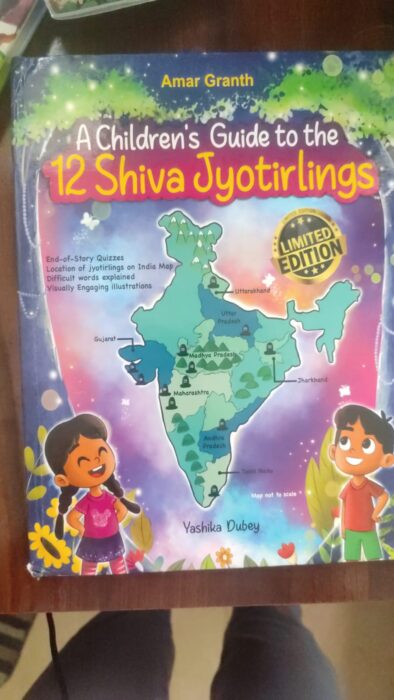 Amar Granth
A Children's Guide to the
12 Shiva Jyotirlings
End-of-Story Quizzes
Location of jyotirlings on India Map
Difficult words explained
Visually Engaging illustrations
LIMITED
EDITION
Uttarakhand
Uttar
Pradesh
Gujarat
Madhya Pradesh
Jharkhand
Maharashtra
Andhra
Pradesh
Tamil Nadu
Map not to scale
Yashika Dubey